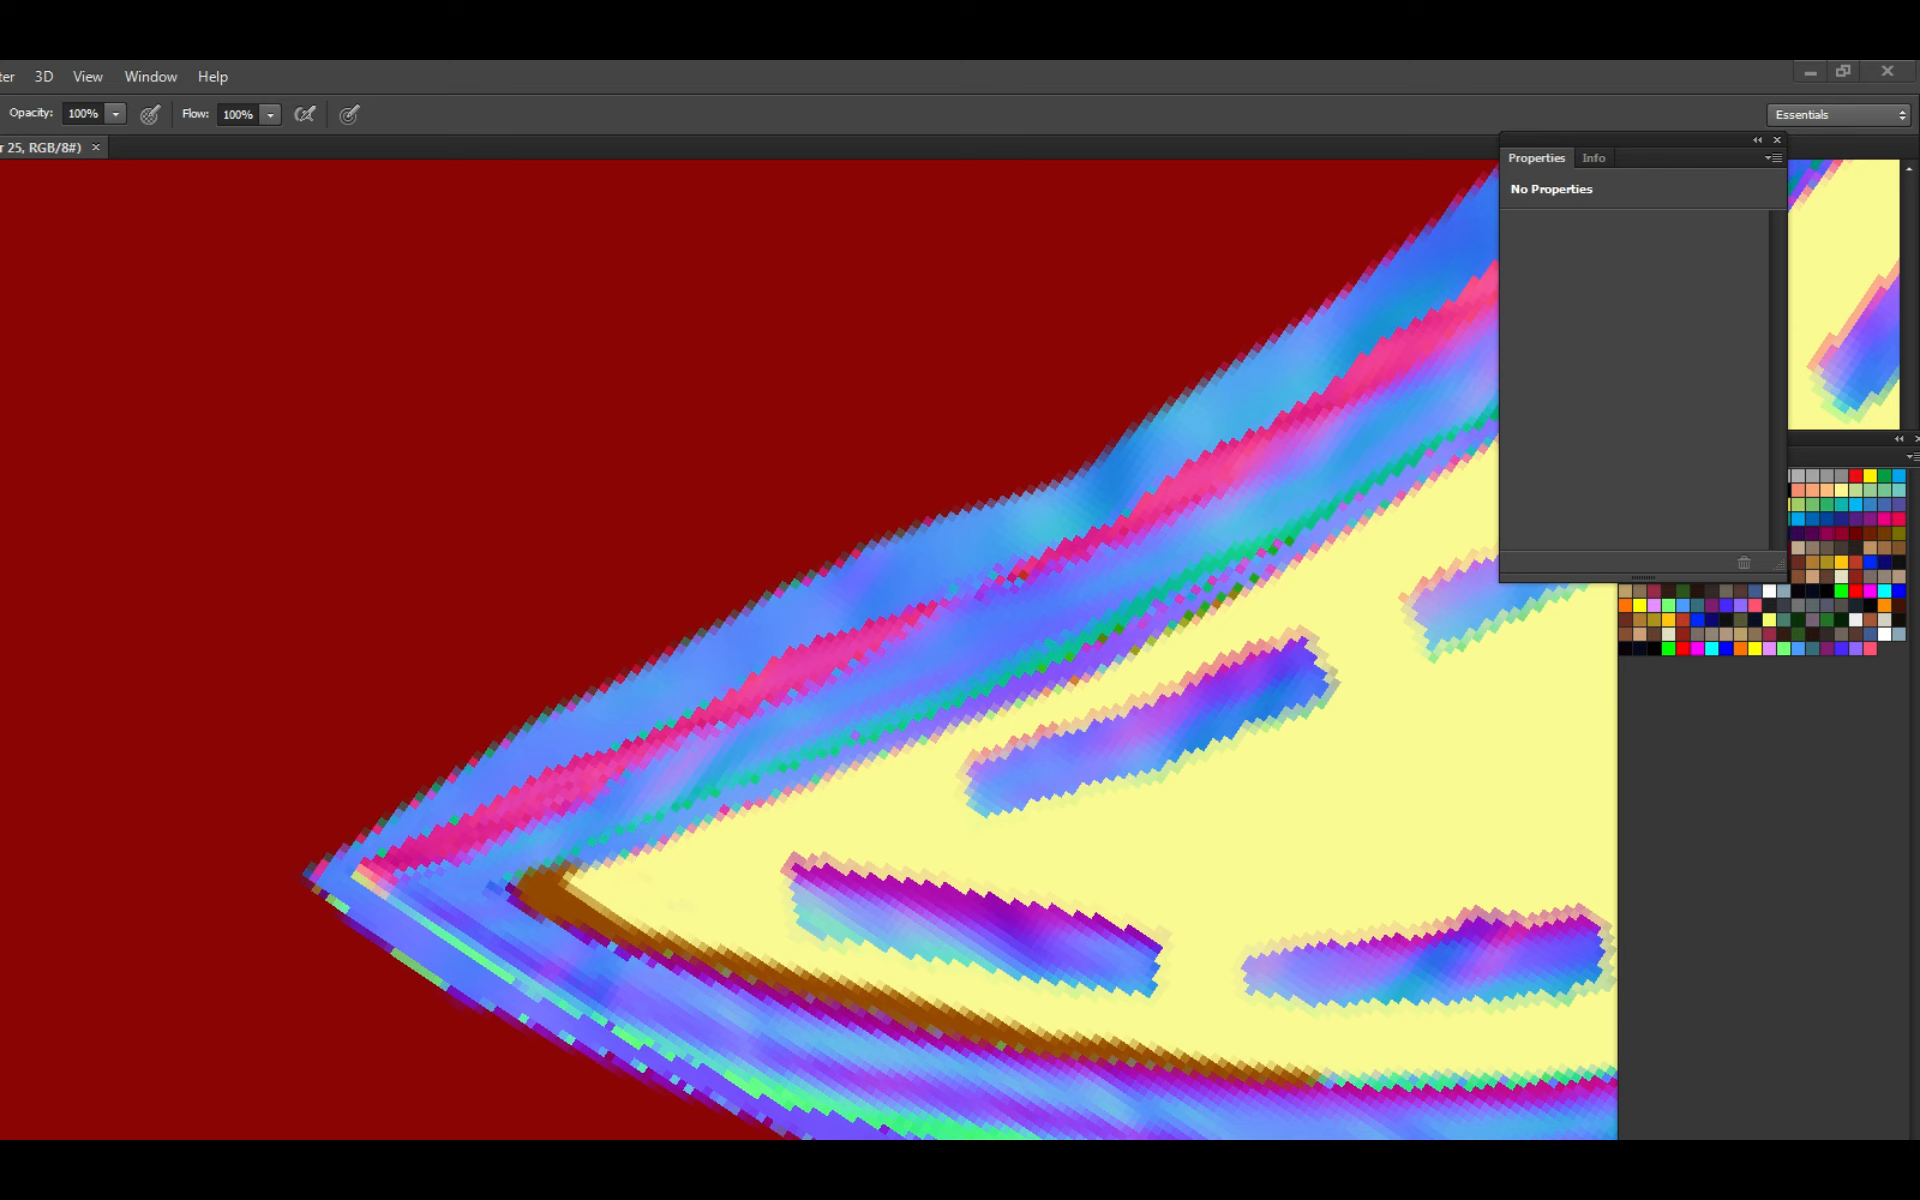 ter 3D View Window Help
Opacity: 100% Flow: 100% Essentials
r 25, RGB/8#) ×
Properties Info
No Properties